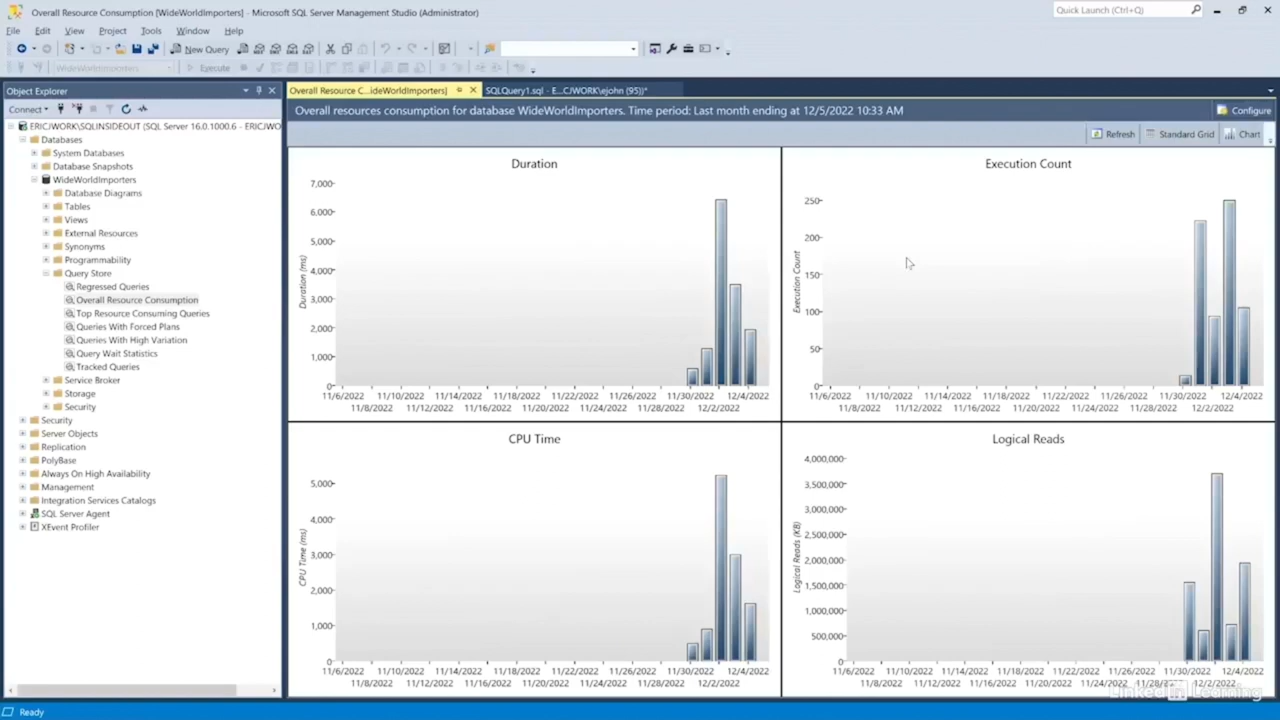 Overall Resource Consumption [WideWorldImporters] - Microsoft SQL Server Management Studio (Administrator)
Quick Launch (Ctrl+Q)
File Edit View Project Tools Window Help
New Query
WideWorldImporters Execute
Object Explorer
Overall Resource C...ideWorldImporters] SQLQuery1.sql - E...C/WORK\ejohn (95))*
Connect
Overall resources consumption for database WideWorldImporters. Time period: Last month ending at 12/5/2022 10:33 AM
Configure
Refresh Standard Grid Chart
ERIC/WORK\SQLINSIDEOUT (SQL Server 16.0.1000.6 - ERIC/WO
Databases
System Databases
Database Snapshots
WideWorldImporters
Database Diagrams
Tables
Views
External Resources
Synonyms
Programmability
Query Store
Regressed Queries
Overall Resource Consumption
Top Resource Consuming Queries
Queries With Forced Plans
Queries With High Variation
Query Wait Statistics
Tracked Queries
Service Broker
Storage
Security
Security
Server Objects
Replication
PolyBase
Always On High Availability
Management
Integration Services Catalogs
SQL Server Agent
XEvent Profiler
Duration
Duration (ms)
7,000
6,000
5,000
4,000
3,000
2,000
1,000
0
11/6/2022 11/10/2022 11/14/2022 11/18/2022 11/22/2022 11/26/2022 11/30/2022 12/4/2022
11/8/2022 11/12/2022 11/16/2022 11/20/2022 11/24/2022 11/28/2022 12/2/2022
Execution Count
Execution Count
250
200
150
100
50
0
11/6/2022 11/10/2022 11/14/2022 11/18/2022 11/22/2022 11/26/2022 11/30/2022 12/4/2022
11/8/2022 11/12/2022 11/16/2022 11/20/2022 11/24/2022 11/28/2022 12/2/2022
CPU Time
CPU Time (ms)
5,000
4,000
3,000
2,000
1,000
0
11/6/2022 11/10/2022 11/14/2022 11/18/2022 11/22/2022 11/26/2022 11/30/2022 12/4/2022
11/8/2022 11/12/2022 11/16/2022 11/20/2022 11/24/2022 11/28/2022 12/2/2022
Logical Reads
Logical Reads (KB)
4,000,000
3,500,000
3,000,000
2,500,000
2,000,000
1,500,000
1,000,000
500,000
0
11/6/2022 11/10/2022 11/14/2022 11/18/2022 11/22/2022 11/26/2022 11/30/2022 12/4/2022
11/8/2022 11/12/2022 11/16/2022 11/20/2022 11/24/2022 11/28/2022 12/2/2022
LinkedIn Learning
Ready